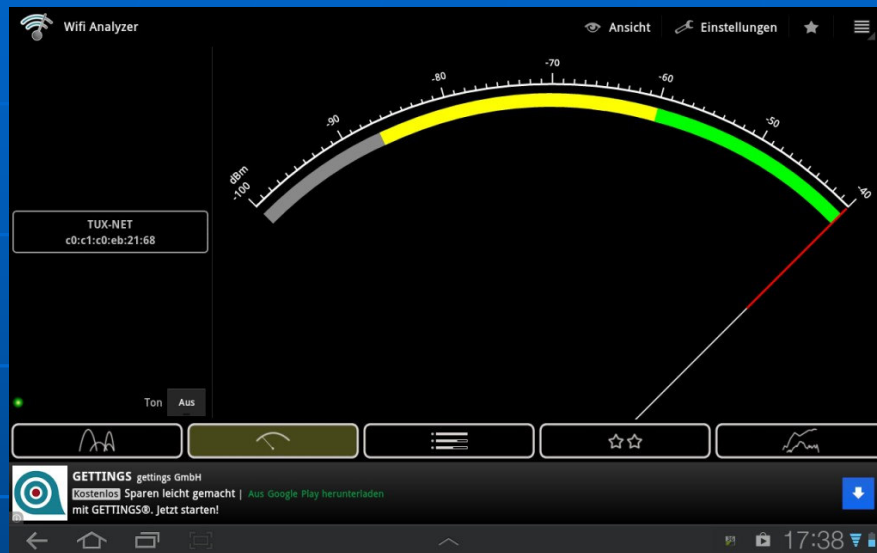 Wifi Analyzer
Ansicht
Einstellungen
dBm
-100
-90
-80
-70
-60
-50
-40
TUX-NET
c0:c1:c0:eb:21:68
Ton
Aus
GETTINGS gettings GmbH
Kostenlos Sparen leicht gemacht | Aus Google Play herunterladen
mit GETTINGS®. Jetzt starten!
17:38